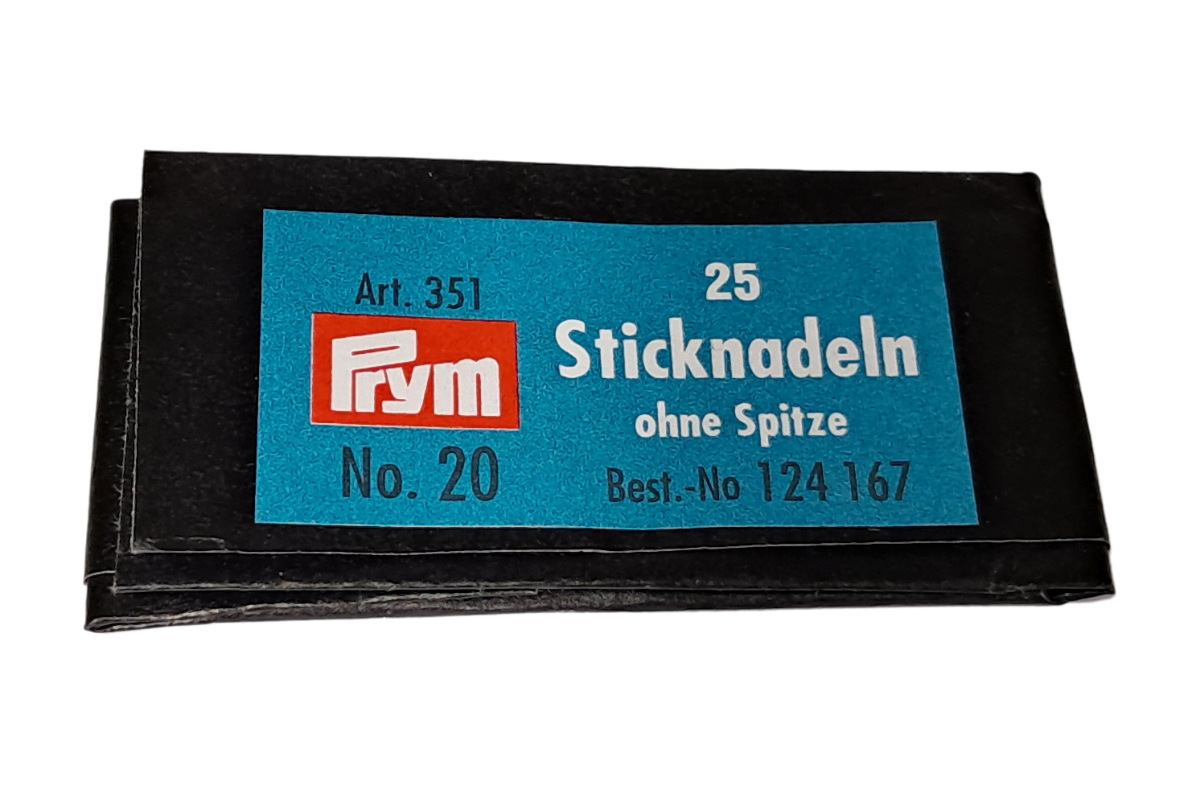 Art. 351
Prym
No. 20
25
Sticknadeln
ohne Spitze
Best.-No 124 167